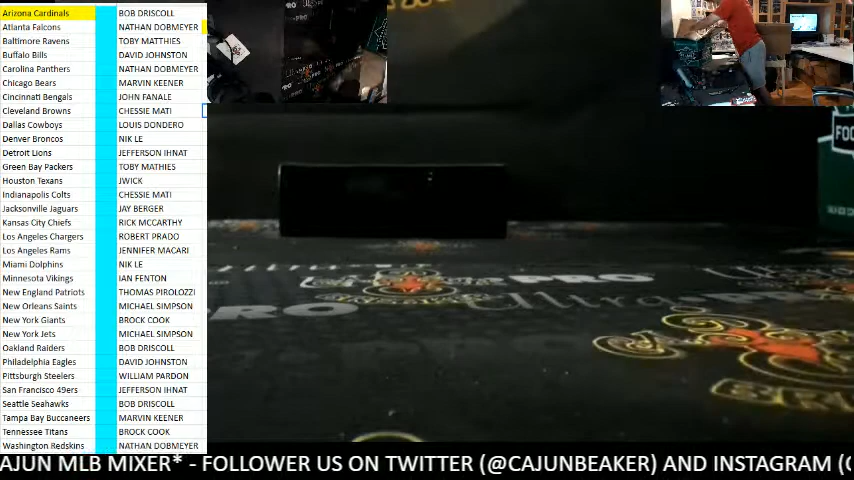 Arizona Cardinals BOB DRISCOLL
Atlanta Falcons NATHAN DOBMEYER
Baltimore Ravens TOBY MATTHIES
Buffalo Bills DAVID JOHNSTON
Carolina Panthers NATHAN DOBMEYER
Chicago Bears MARVIN KEENER
Cincinnati Bengals JOHN FANALE
Cleveland Browns CHESSIE MATI
Dallas Cowboys LOUIS DONDERO
Denver Broncos NIK LE
Detroit Lions JEFFERSON IHNAT
Green Bay Packers TOBY MATHIES
Houston Texans JWICK
Indianapolis Colts CHESSIE MATI
Jacksonville Jaguars JAY BERGER
Kansas City Chiefs RICK MCCARTHY
Los Angeles Chargers ROBERT PRADO
Los Angeles Rams JENNIFER MACARI
Miami Dolphins NIK LE
Minnesota Vikings IAN FENTON
New England Patriots THOMAS PIROLOZZI
New Orleans Saints MICHAEL SIMPSON
New York Giants BROCK COOK
New York Jets MICHAEL SIMPSON
Oakland Raiders BOB DRISCOLL
Philadelphia Eagles DAVID JOHNSTON
Pittsburgh Steelers WILLIAM PARDON
San Francisco 49ers JEFFERSON IHNAT
Seattle Seahawks BOB DRISCOLL
Tampa Bay Buccaneers MARVIN KEENER
Tennessee Titans BROCK COOK
Washington Redskins NATHAN DOBMEYER
FOO
PRO
Ultra
PRO
AJUN MLB MIXER* - FOLLOWER US ON TWITTER (@CAJUNBEAKER) AND INSTAGRAM (